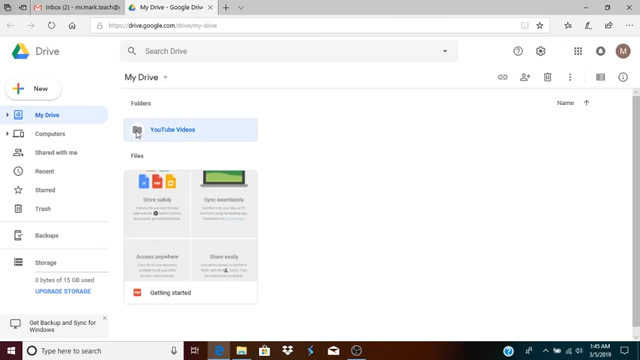 Inbox (2) - mr.mark.teach@
My Drive - Google Driv
https://drive.google.com/drive/my-drive
Drive
Search Drive
M
New
My Drive
My Drive
Computers
Shared with me
Recent
Starred
Trash
Backups
Storage
0 bytes of 15 GB used
UPGRADE STORAGE
Get Backup and Sync for
Windows
Folders
Name
YouTube Videos
Files
Store safely
Sync seamlessly
Access anywhere
Share easily
PDF
Getting started
Type here to search
1:45 AM
3/5/2019